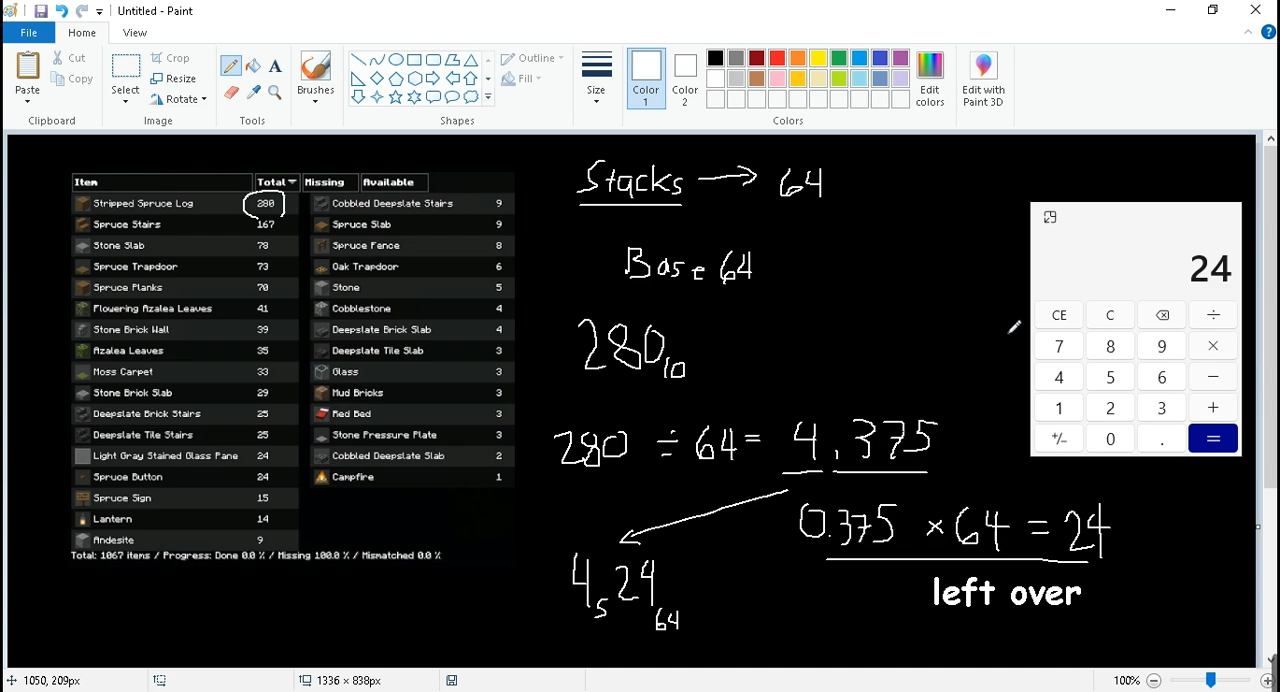 Untitled - Paint
File Home View
Paste
Cut
Copy
Clipboard
Select
Crop
Resize
Rotate
Image
Tools
Brushes
Shapes
Outline
Fill
Size
Color 1
Color 2
Colors
Edit colors
Edit with Paint 3D
Item Total Missing Available
Stripped Spruce Log 280
Spruce Stairs 167
Stone Slab 78
Spruce Trapdoor 73
Spruce Planks 70
Flowering Azalea Leaves 41
Stone Brick Wall 39
Azalea Leaves 35
Moss Carpet 33
Stone Brick Slab 29
Deepslate Brick Stairs 25
Deepslate Tile Stairs 25
Light Gray Stained Glass Pane 24
Spruce Button 24
Spruce Sign 15
Lantern 14
Andesite 9
Cobbled Deepslate Stairs 9
Spruce Slab 9
Spruce Fence 8
Oak Trapdoor 6
Stone 5
Cobblestone 4
Deepslate Brick Slab 4
Deepslate Tile Slab 3
Glass 3
Mud Bricks 3
Red Bed 3
Stone Pressure Plate 3
Cobbled Deepslate Slab 2
Campfire 1
Total: 1067 items / Progress: Done 0.0 % / Missing 100.0 % / Mismatched 0.0 %
Stacks → 64
Base 64
280₁₀
280 ÷ 64 = 4.375
0.375 × 64 = 24
left over
4 s 24 64
24
CE C ÷
7 8 9 ×
4 5 6 −
1 2 3 +
+/− 0 . =
1050, 209px
1336 × 838px
100%